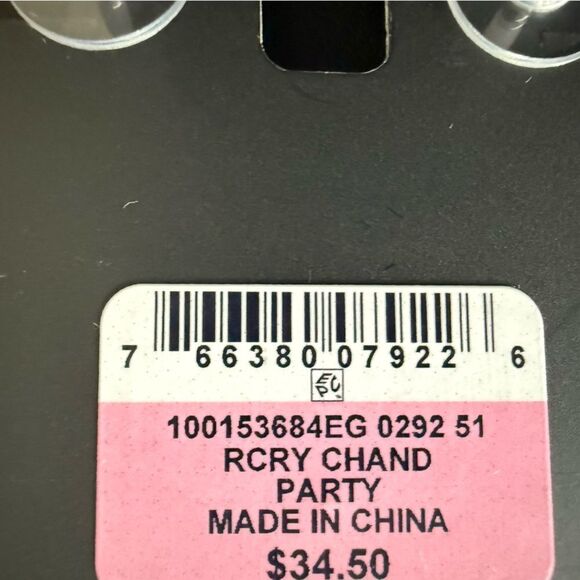 7 66380 07922 6
100153684EG 0292 51
RCRY CHAND
PARTY
MADE IN CHINA
$34.50